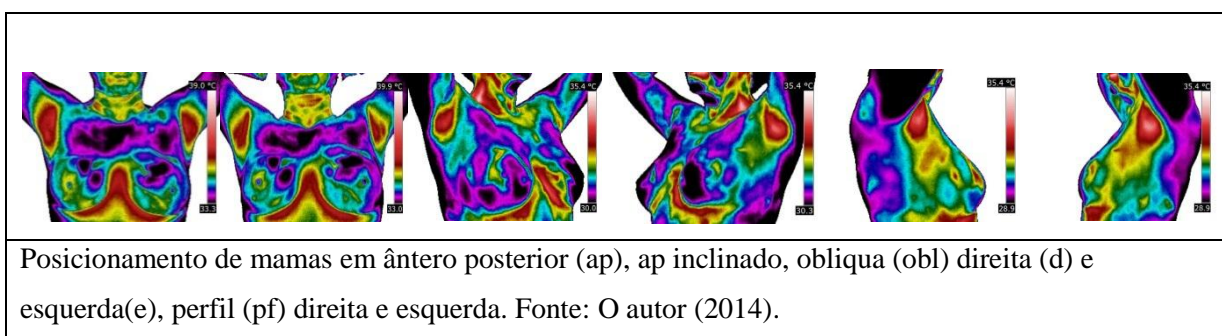 39.0 °C
39.9 °C
35.4 °C
35.4 °C
35.4 °C
35.4 °C
33.3
33.0
30.0
30.3
28.9
28.9
Posicionamento de mamas em ântero posterior (ap), ap inclinado, obliqua (obl) direita (d) e
esquerda(e), perfil (pf) direita e esquerda. Fonte: O autor (2014).